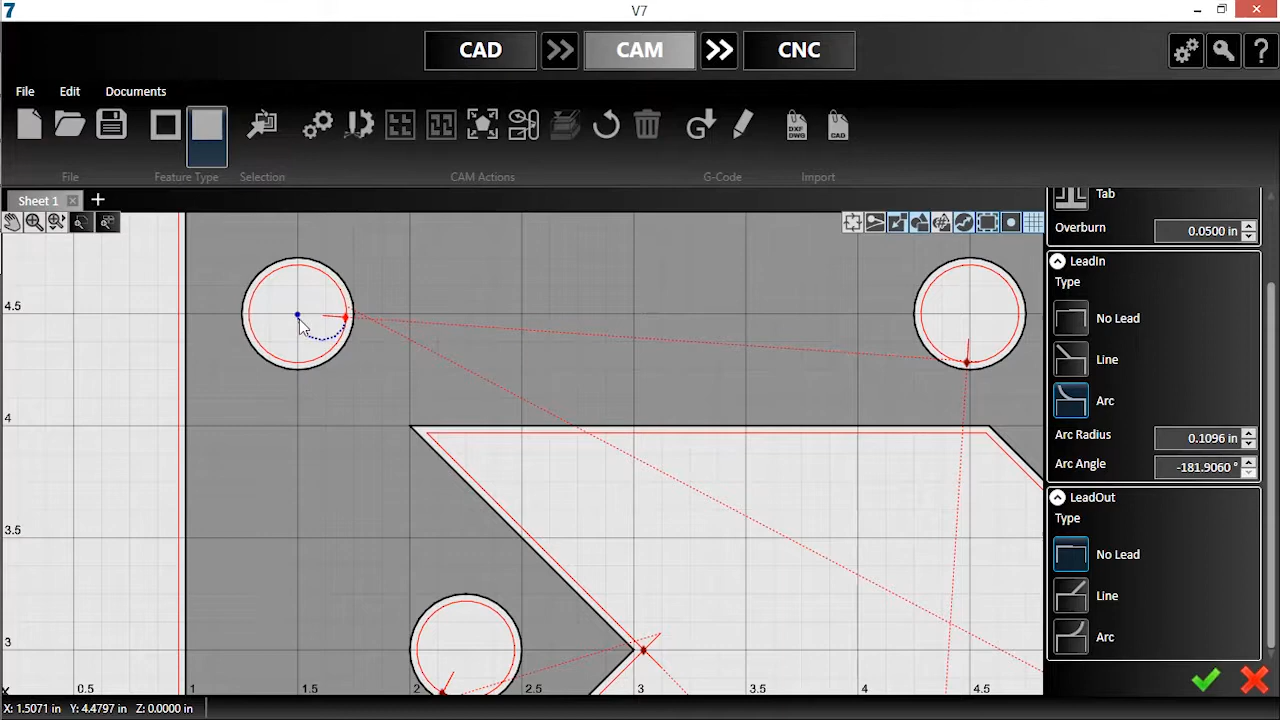 7 V7
CAD CAM CNC
File Edit Documents
G DXF DWG CAD
File Feature Type Selection CAM Actions G-Code Import
Sheet 1
Tab
Overburn 0.0500 in
LeadIn
Type
No Lead
Line
Arc
Arc Radius 0.1096 in
Arc Angle -181.9060 °
LeadOut
Type
No Lead
Line
Arc
4.5
4
3.5
3
0.5 1 1.5 2 2.5 3 3.5 4 4.5
X: 1.5071 in Y: 4.4797 in Z: 0.0000 in